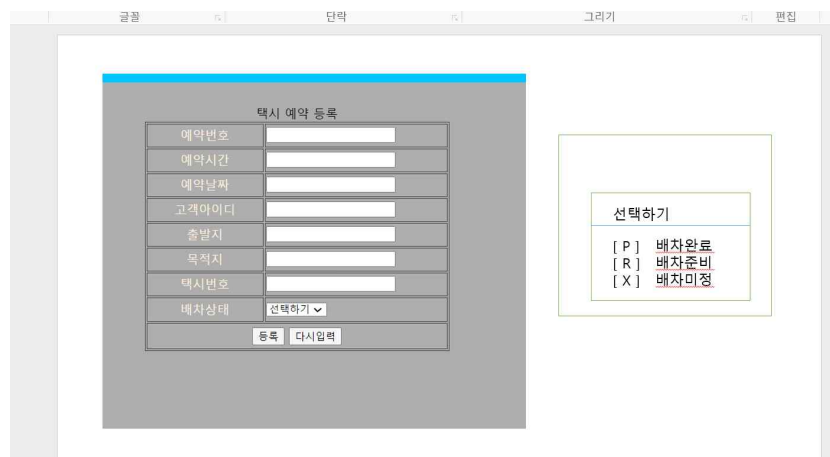 글꼴 단락 그리기 편집
택시 예약 등록
예약번호
예약시간
예약날짜
고객아이디
출발지
목적지
택시번호
배차상태 선택하기
등록 다시입력
선택하기
[ P ] 배차완료
[ R ] 배차준비
[ X ] 배차미정